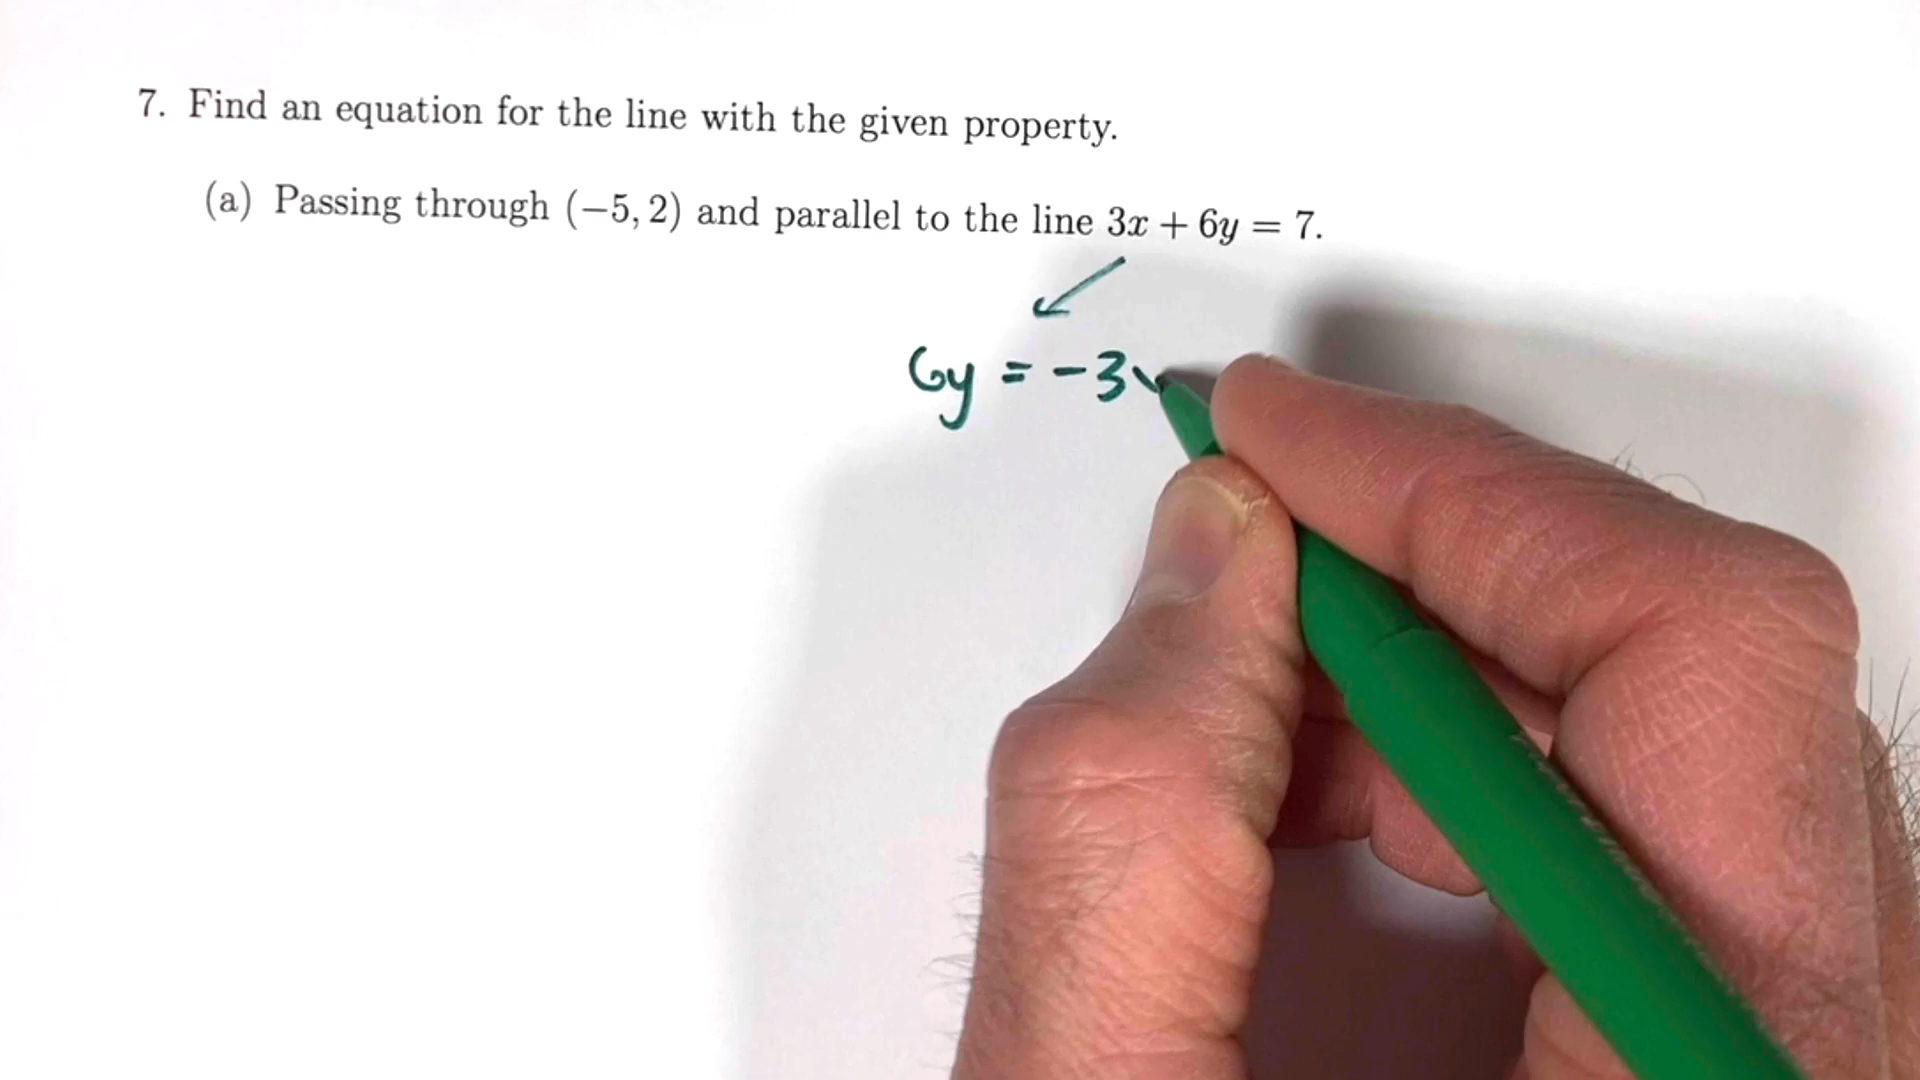 7. Find an equation for the line with the given property.
(a) Passing through (−5, 2) and parallel to the line 3x + 6y = 7.
6y = -3x